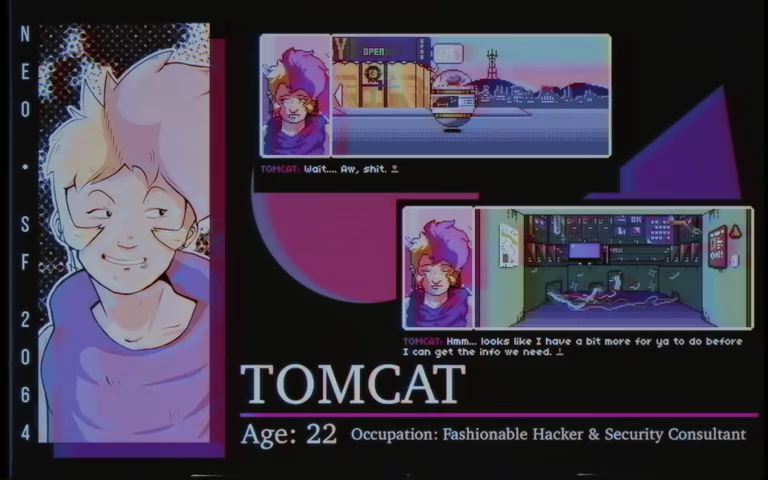 NEO • SF 2064
OPEN
TOMCAT: Wait.... Aw, shit.
TOMCAT: Hmm... looks like I have a bit more for ya to do before
I can get the info we need.
TOMCAT
Age: 22 Occupation: Fashionable Hacker & Security Consultant